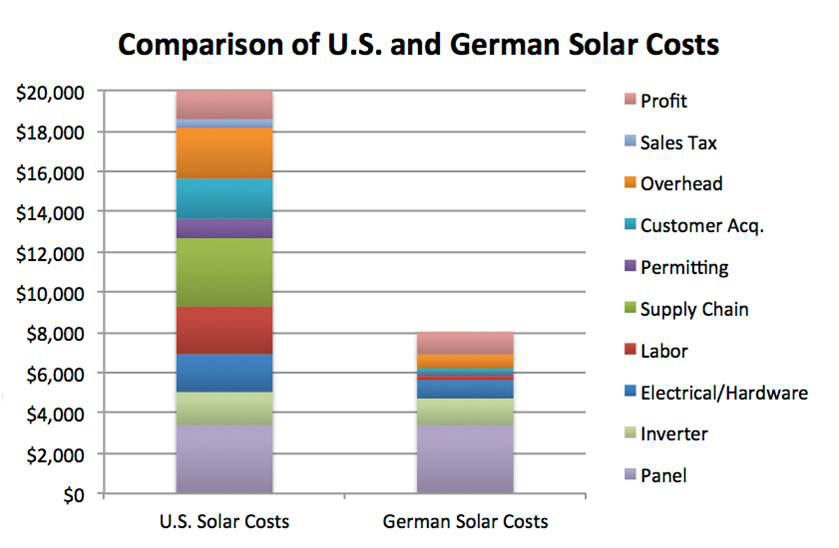 Comparison of U.S. and German Solar Costs
$20,000
$18,000
$16,000
$14,000
$12,000
$10,000
$8,000
$6,000
$4,000
$2,000
$0
U.S. Solar Costs
German Solar Costs
Profit
Sales Tax
Overhead
Customer Acq.
Permitting
Supply Chain
Labor
Electrical/Hardware
Inverter
Panel